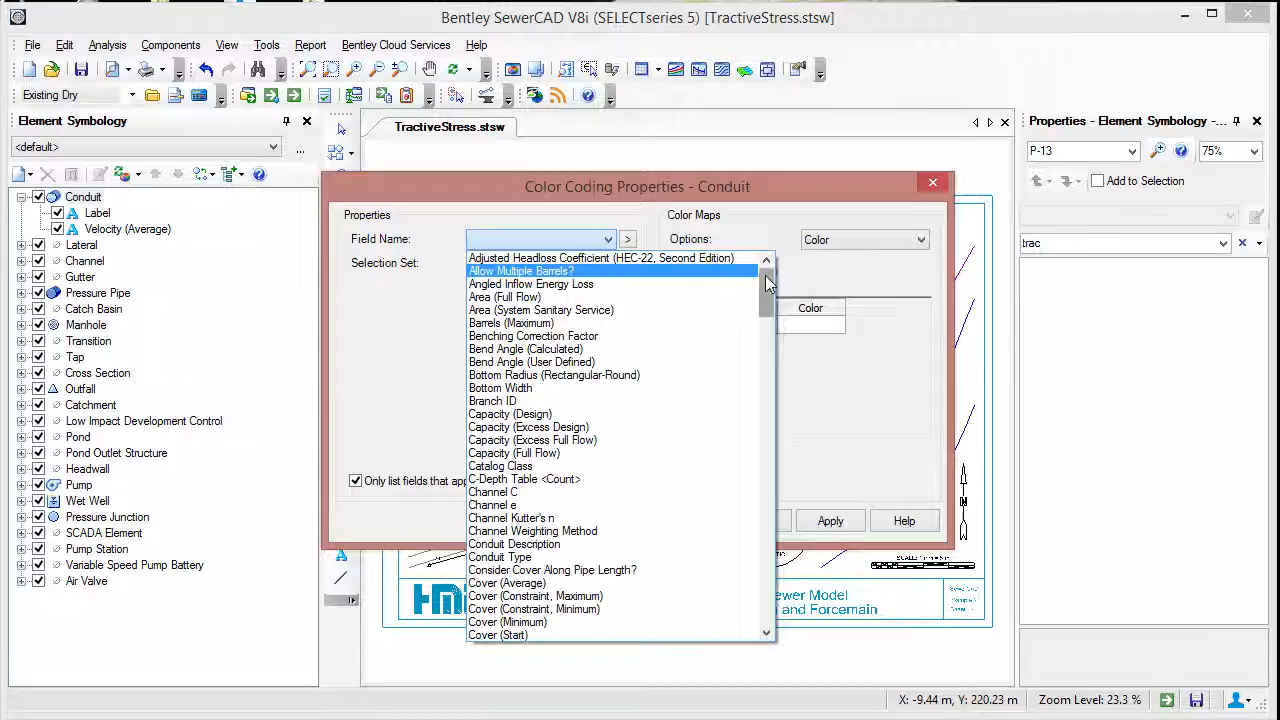 Bentley SewerCAD V8i (SELECTseries 5) [TractiveStress.stsw]
File Edit Analysis Components View Tools Report Bentley Cloud Services Help
Existing Dry
Element Symbology
<default>
Conduit
Label
Velocity (Average)
Lateral
Channel
Gutter
Pressure Pipe
Catch Basin
Manhole
Transition
Tap
Cross Section
Outfall
Catchment
Low Impact Development Control
Pond
Pond Outlet Structure
Headwall
Pump
Wet Well
Pressure Junction
SCADA Element
Pump Station
Variable Speed Pump Battery
Air Valve
TractiveStress.stsw
Color Coding Properties - Conduit
Properties
Field Name:
>
Selection Set:
Only list fields that app
Color Maps
Options:
Color
Color
Adjusted Headloss Coefficient (HEC-22, Second Edition)
Allow Multiple Barrels?
Angled Inflow Energy Loss
Area (Full Flow)
Area (System Sanitary Service)
Barrels (Maximum)
Benching Correction Factor
Bend Angle (Calculated)
Bend Angle (User Defined)
Bottom Radius (Rectangular-Round)
Bottom Width
Branch ID
Capacity (Design)
Capacity (Excess Design)
Capacity (Excess Full Flow)
Capacity (Full Flow)
Catalog Class
C-Depth Table <Count>
Channel C
Channel e
Channel Kutter's n
Channel Weighting Method
Conduit Description
Conduit Type
Consider Cover Along Pipe Length?
Cover (Average)
Cover (Constraint, Maximum)
Cover (Constraint, Minimum)
Cover (Minimum)
Cover (Start)
Apply
Help
ewer Model
and Forcemain
Properties - Element Symbology -...
P-13
75%
Add to Selection
trac
X: -9.44 m, Y: 220.23 m
Zoom Level: 23.3 %